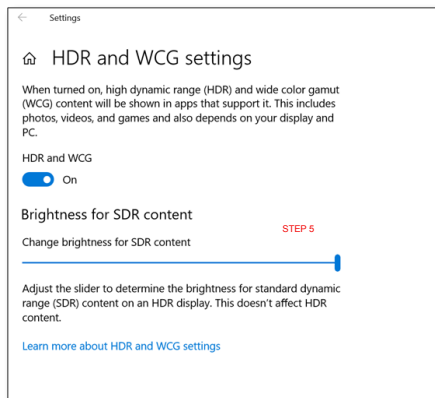 Settings
HDR and WCG settings
When turned on, high dynamic range (HDR) and wide color gamut
(WCG) content will be shown in apps that support it. This includes
photos, videos, and games and also depends on your display and
PC.
HDR and WCG
On
Brightness for SDR content
STEP 5
Change brightness for SDR content
Adjust the slider to determine the brightness for standard dynamic
range (SDR) content on an HDR display. This doesn't affect HDR
content.
Learn more about HDR and WCG settings